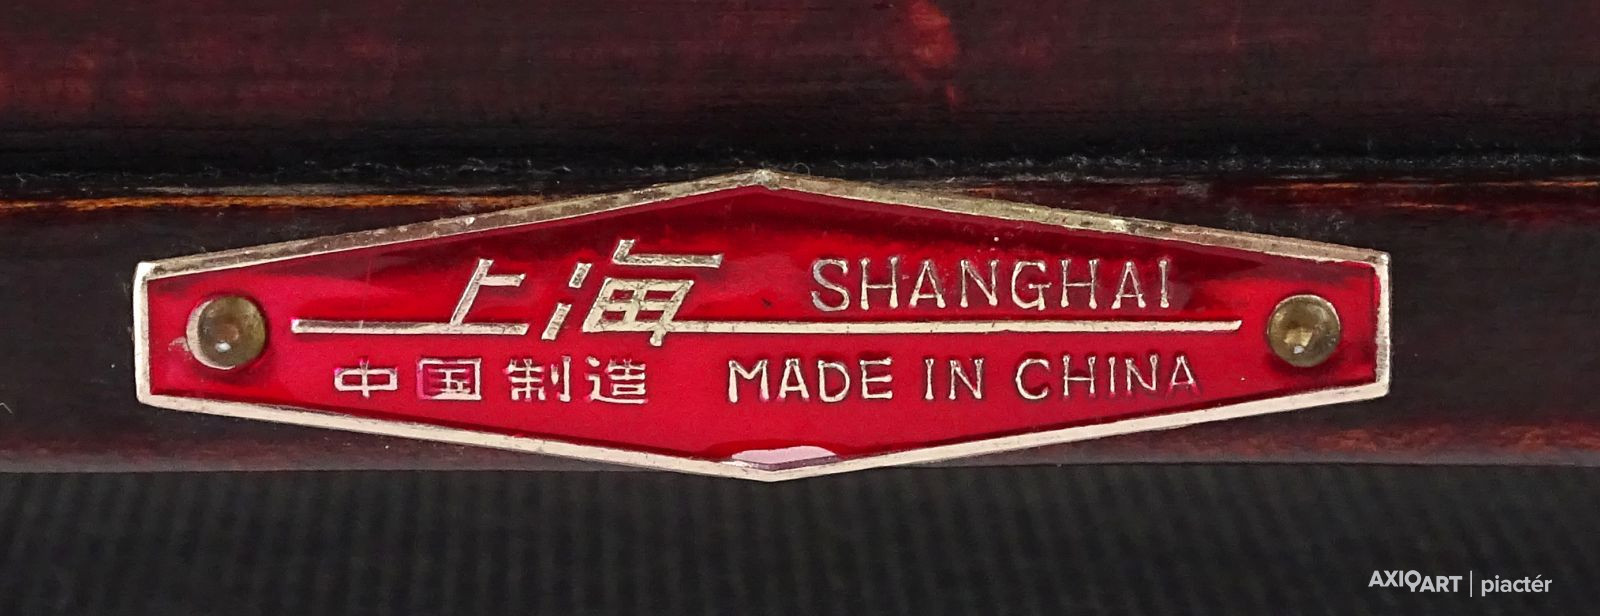 上海 SHANGHAI
中国制造 MADE IN CHINA
AXIOART | piactér